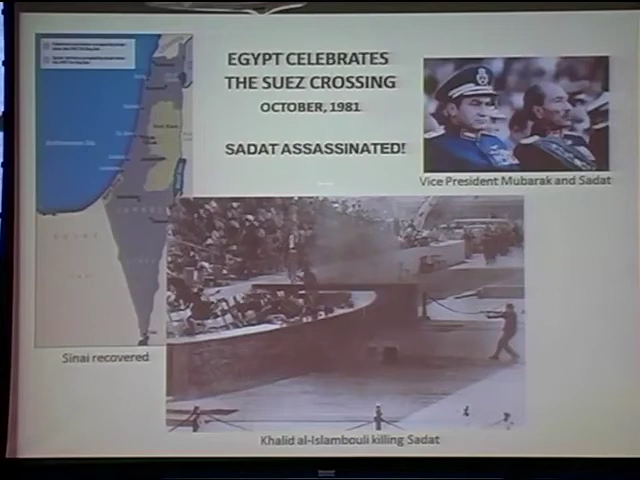 EGYPT CELEBRATES
THE SUEZ CROSSING
OCTOBER, 1981
SADAT ASSASSINATED!
Vice President Mubarak and Sadat
Sinai recovered
Khalid al-Islambouli killing Sadat